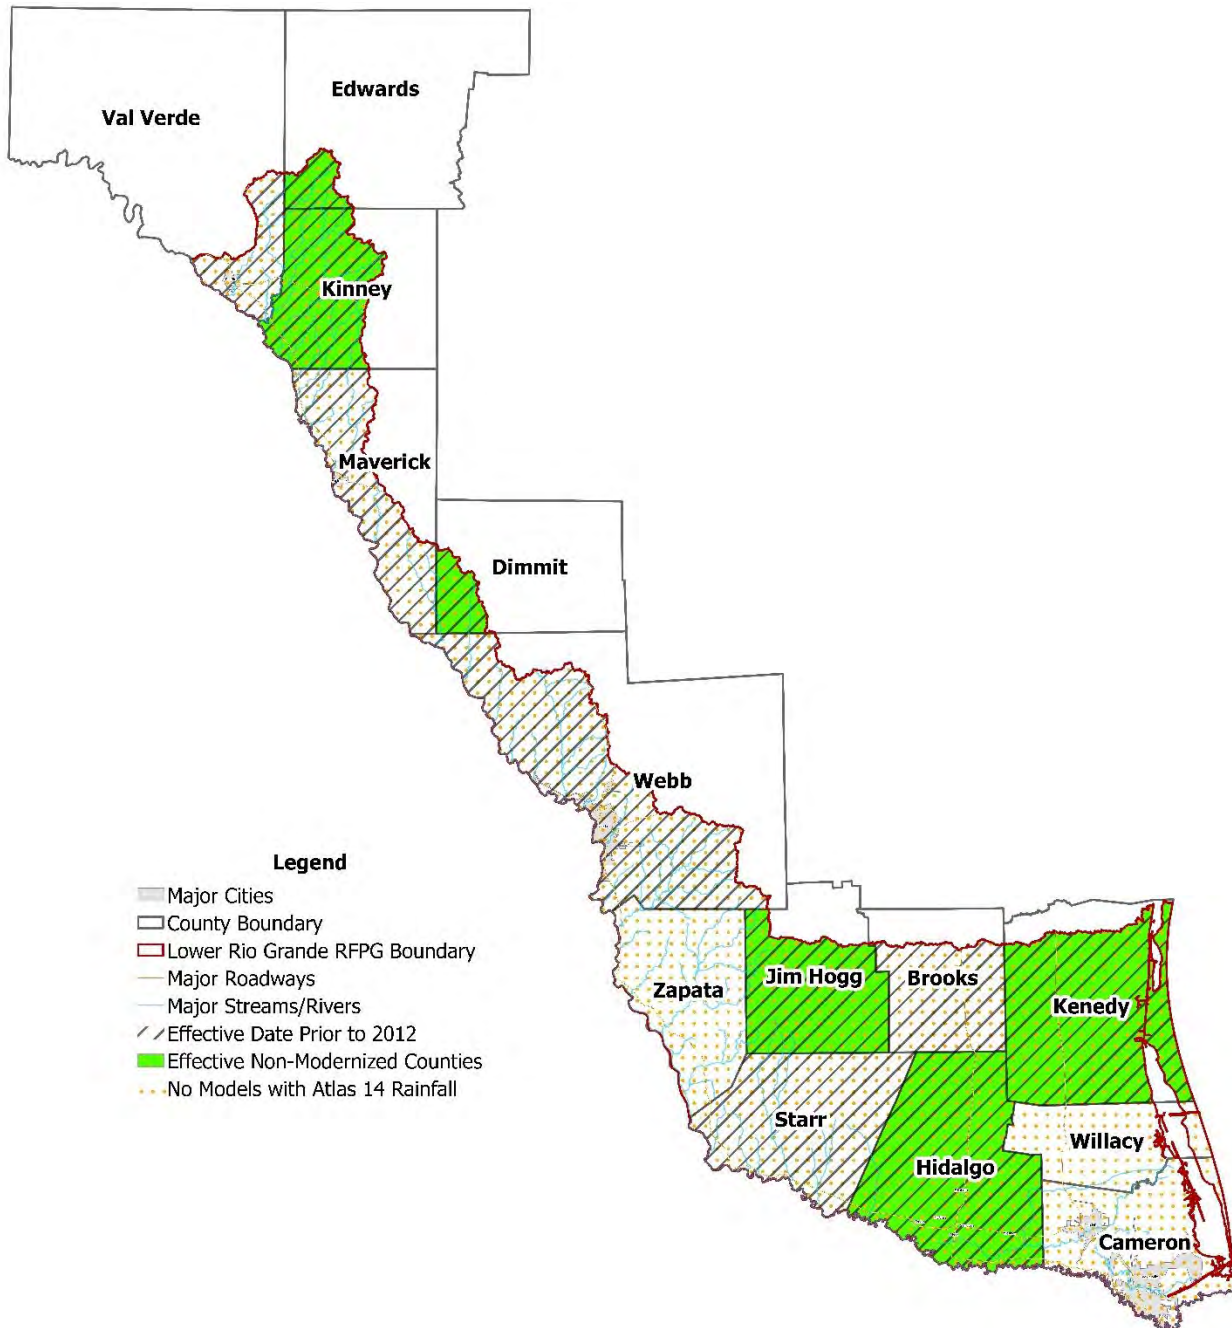 Edwards
Val Verde
Kinney
Maverick
Dimmit
Webb
Legend
Major Cities
County Boundary
Lower Rio Grande RFPG Boundary
Major Roadways
Major Streams/Rivers
Effective Date Prior to 2012
Effective Non-Modernized Counties
No Models with Atlas 14 Rainfall
Zapata
Jim Hogg
Brooks
Kenedy
Starr
Willacy
Hidalgo
Cameron